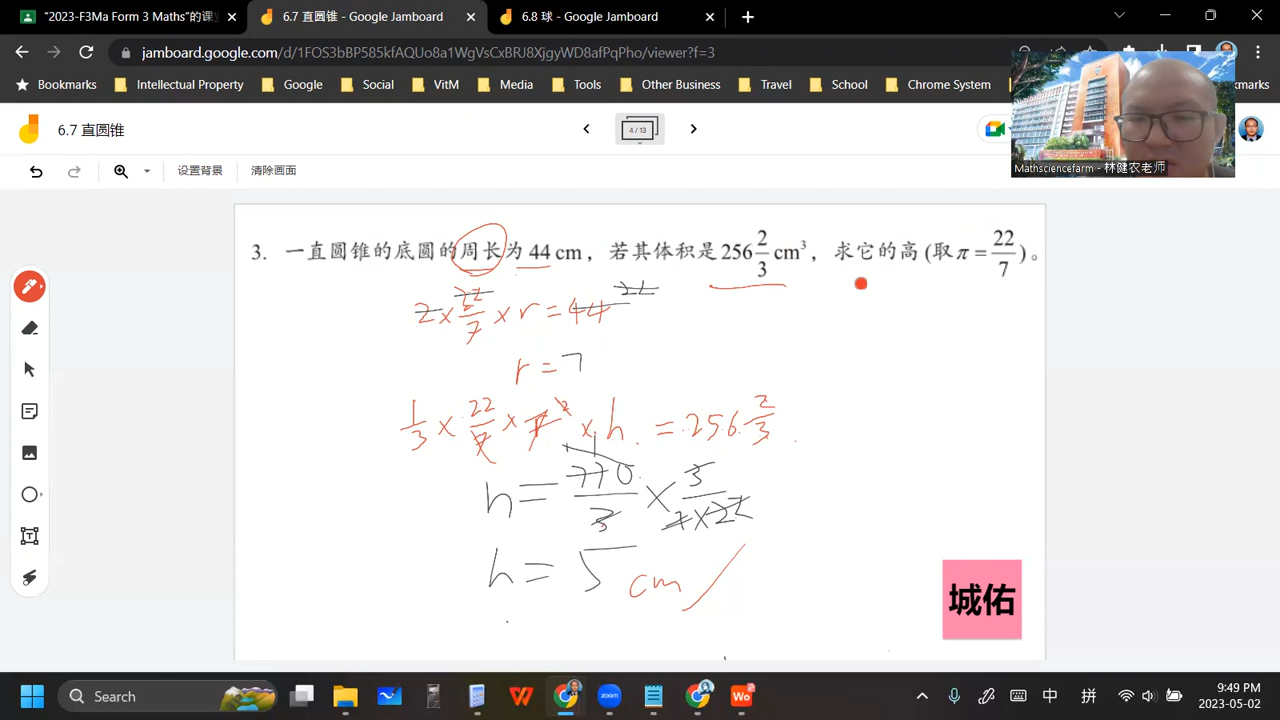 "2023-F3Ma Form 3 Maths"的课
6.7 直圆锥 - Google Jamboard
6.8 球 - Google Jamboard
jamboard.google.com/d/1FOS3bBP585kfAQUo8a1WgVsCxBRJBXjgyWD8afPqPho/viewer?f=3
Bookmarks
Intellectual Property
Google
Social
VitM
Media
Tools
Other Business
Travel
School
Chrome System
6.7 直圆锥
4 / 13
设置背景
清除画面
Mathsciencefarm - 林健农老师
3. 一直圆锥的底圆的周长为 44 cm，若其体积是 256 2/3 cm³，求它的高 (取 π = 22/7)。
2 × 22/7 × r = 44 22
r = 7
1/3 × 22/7 × 7² × h = 256 2/3
h = 770/3 × 3/7×22
h = 5 cm
城佑
Search
中
拼
9:49 PM
2023-05-02